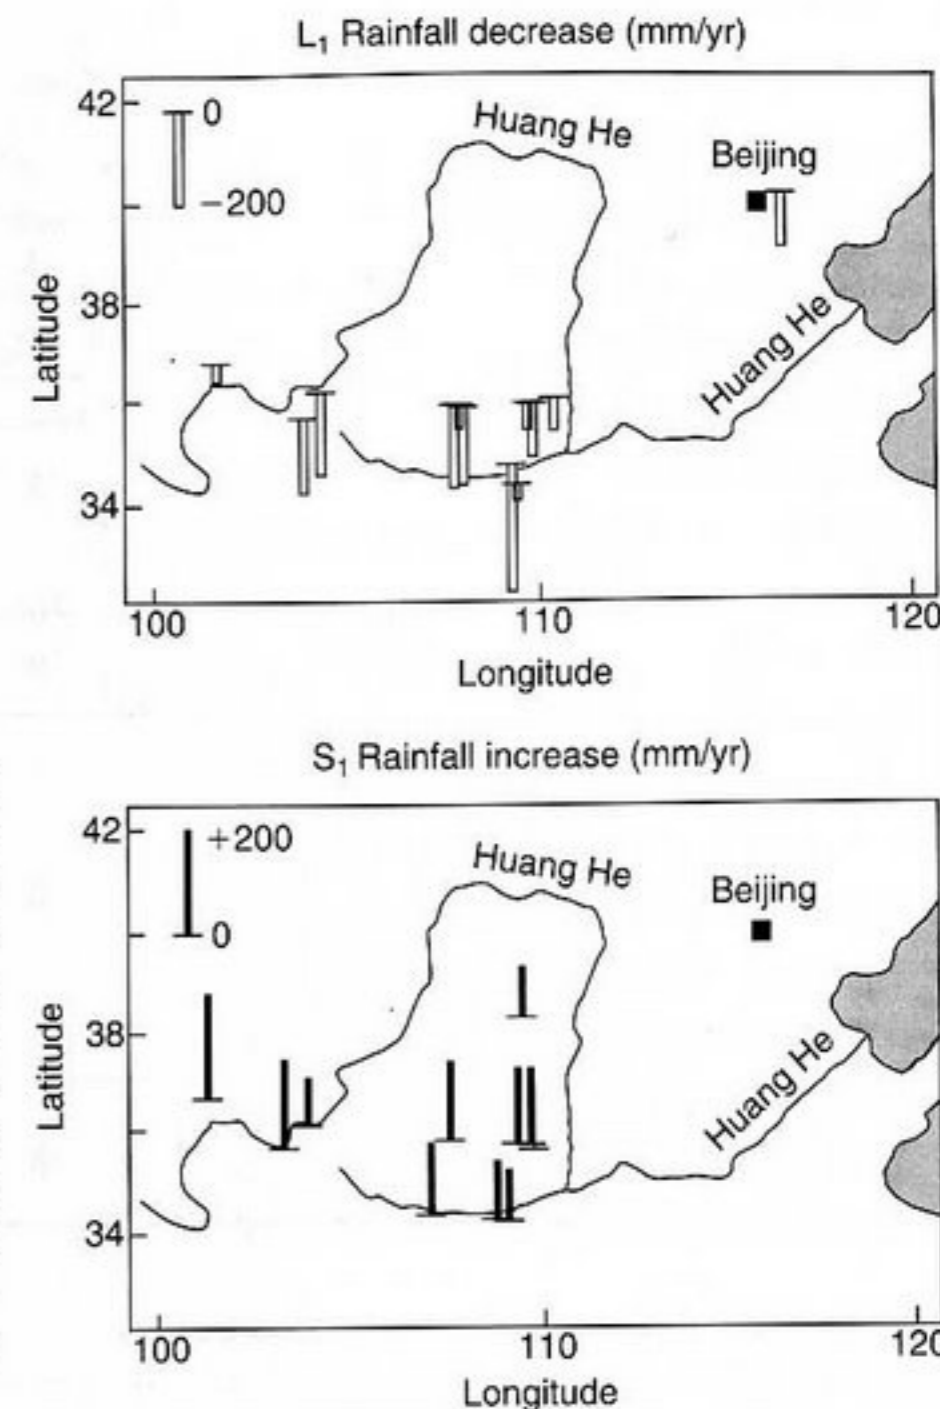 L₁ Rainfall decrease (mm/yr)
42
0
Huang He
Beijing
−200
Latitude
38
Huang He
34
100
110
120
Longitude
S₁ Rainfall increase (mm/yr)
42
+200
Huang He
Beijing
0
Latitude
38
Huang He
34
100
110
120
Longitude